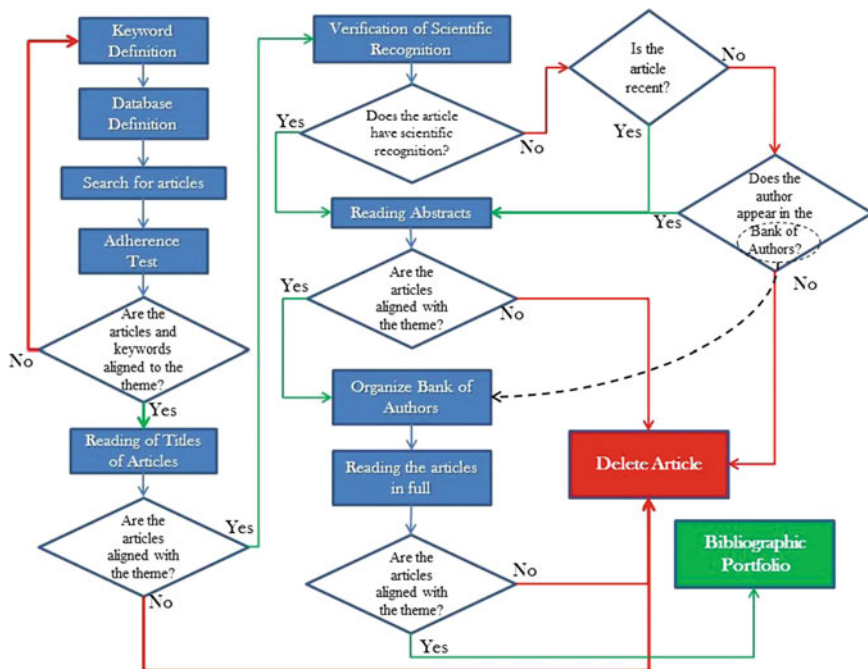 Keyword
Definition
Database
Definition
Search for articles
Adherence
Test
Are the
articles and
keywords
aligned to the
theme?
No
Yes
Reading of Titles
of Articles
Are the
articles
aligned with
the theme?
Yes
No
Verification of Scientific
Recognition
Does the article
have scientific
recognition?
Yes
No
Is the
article
recent?
No
Yes
Does the
author
appear in the
Bank of
Authors?
Yes
No
Reading Abstracts
Are the
articles
aligned with
the theme?
Yes
No
Organize Bank of
Authors
Reading the articles
in full
Are the
articles
aligned with
the theme?
No
Yes
Delete Article
Bibliographic
Portfolio